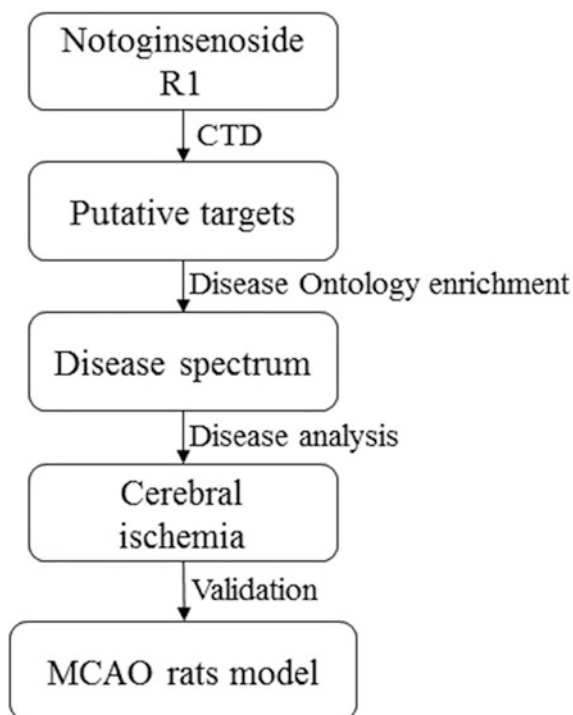 Notoginsenoside
R1
CTD
Putative targets
Disease Ontology enrichment
Disease spectrum
Disease analysis
Cerebral
ischemia
Validation
MCAO rats model